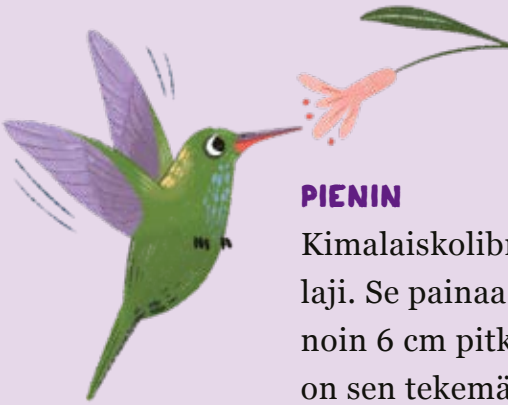 PIENIN
Kimalaiskolibr
laji. Se painaa
noin 6 cm pitk
on sen tekemä